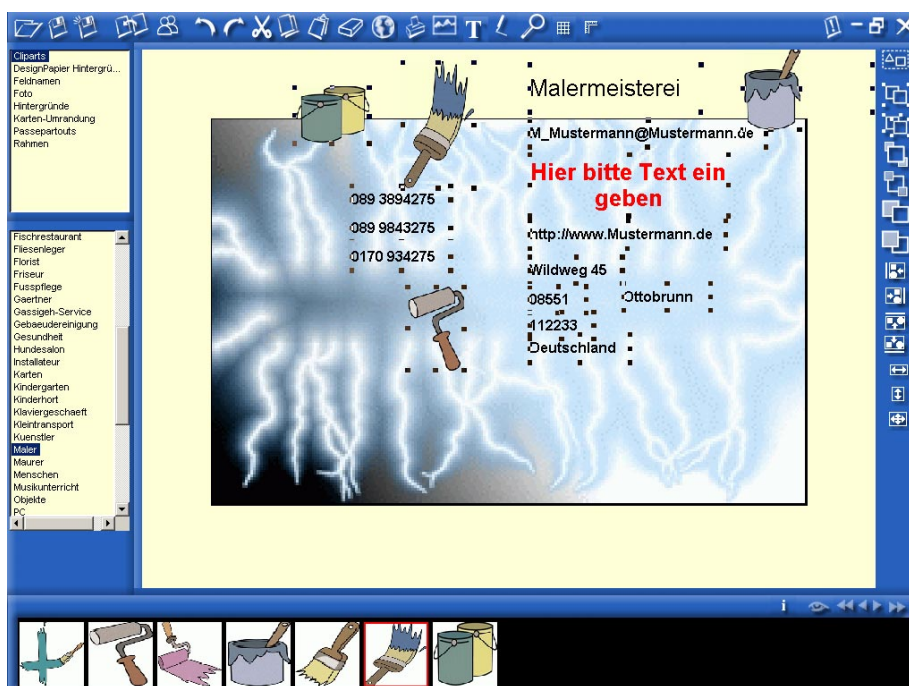 Cliparts
DesignPapier Hintergrü...
Feldnamen
Foto
Hintergründe
Karten-Umrandung
Passepartouts
Rahmen
Fischrestaurant
Fliesenleger
Florist
Friseur
Fusspflege
Gaertner
Gassigeh-Service
Gebaeudereinigung
Gesundheit
Hundesalon
Installateur
Karten
Kindergarten
Kinderhort
Klaviergeschaeft
Kleintransport
Kuenstler
Maler
Maurer
Menschen
Musikunterricht
Objekte
PC
Malermeisterei
M_Mustermann@Mustermann.de
Hier bitte Text ein
geben
089 3894275
089 9843275
0170 934275
http://www.Mustermann.de
Wildweg 45
08551 Ottobrunn
112233
Deutschland